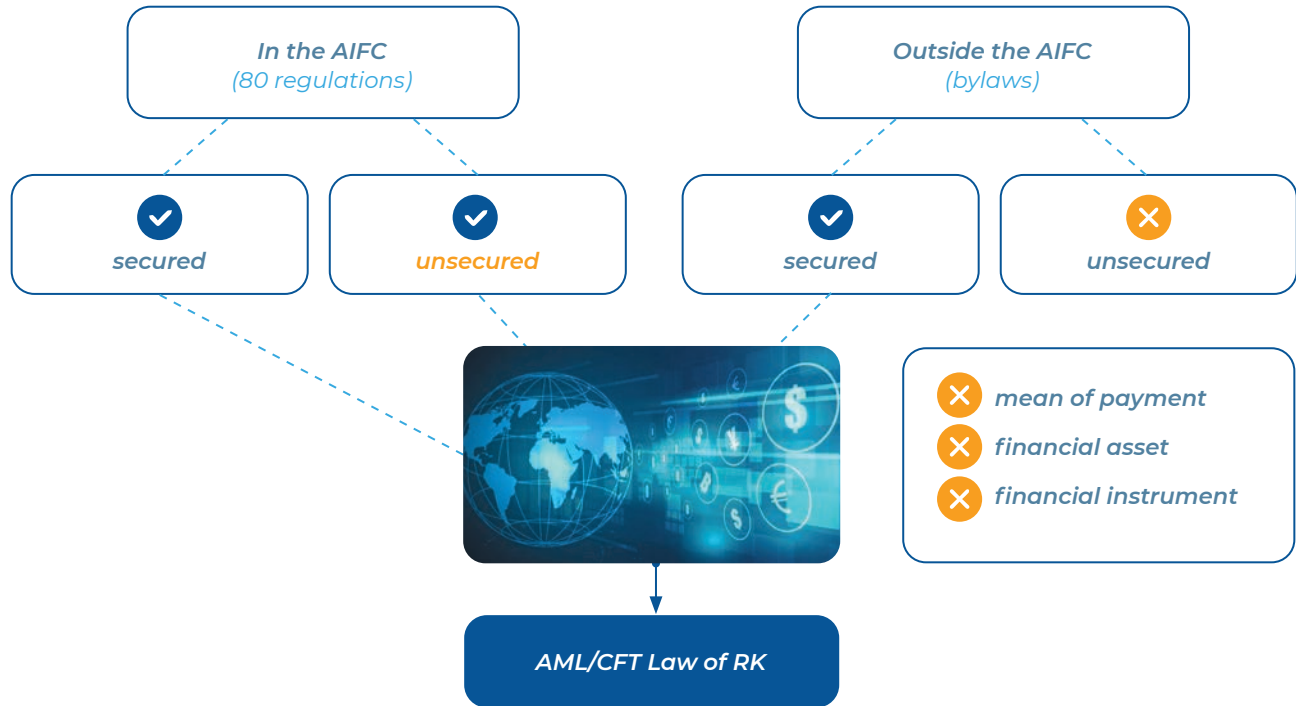 In the AIFC
(80 regulations)
Outside the AIFC
(bylaws)
secured
unsecured
secured
unsecured
mean of payment
financial asset
financial instrument
$
€
¥
$
AML/CFT Law of RK